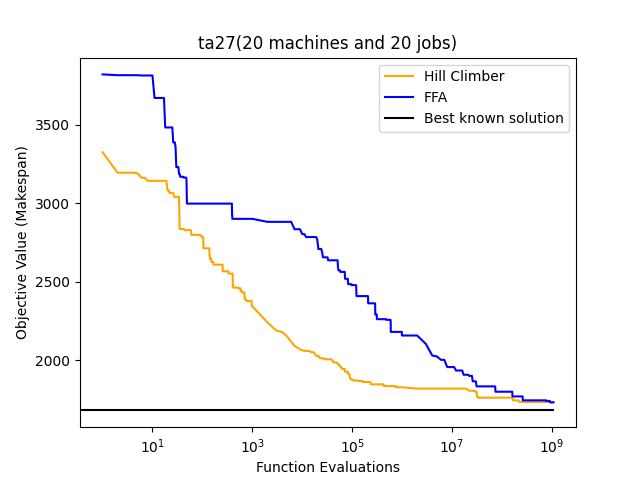 ta27(20 machines and 20 jobs)
Hill Climber
FFA
Best known solution
3500
3000
2500
2000
Objective Value (Makespan)
10^1
10^3
10^5
10^7
10^9
Function Evaluations